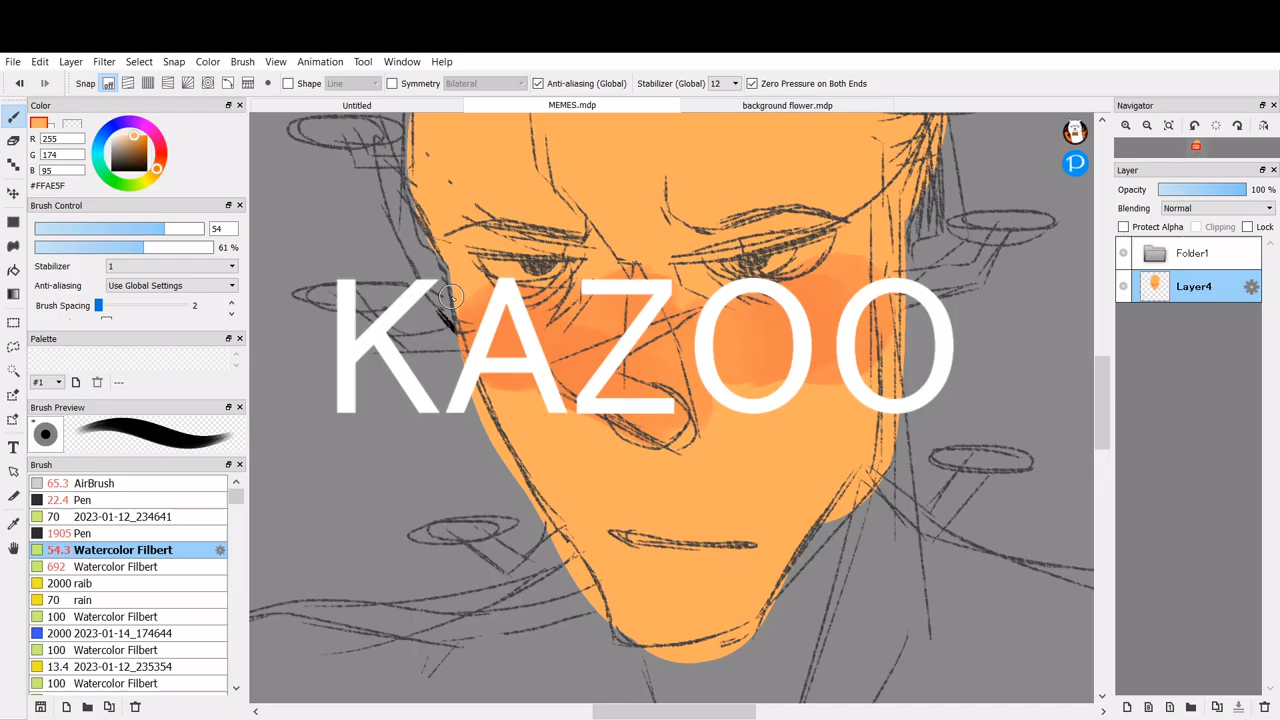 File Edit Layer Filter Select Snap Color Brush View Animation Tool Window Help
Snap off Shape Line Symmetry Bilateral Anti-aliasing (Global) Stabilizer (Global) 12 Zero Pressure on Both Ends
Color
Untitled MEMES.mdp background flower.mdp
R 255
G 174
B 95
#FFAE5F
Brush Control
54
61 %
Stabilizer 1
Anti-aliasing Use Global Settings
Brush Spacing 2
Palette
#1 ---
Brush Preview
Brush
65.3 AirBrush
22.4 Pen
70 2023-01-12_234641
1905 Pen
54.3 Watercolor Filbert
692 Watercolor Filbert
2000 raib
70 rain
100 Watercolor Filbert
2000 2023-01-14_174644
100 Watercolor Filbert
13.4 2023-01-12_235354
100 Watercolor Filbert
KAZOO
P
Navigator
Layer
Opacity 100 %
Blending Normal
Protect Alpha Clipping Lock
Folder1
Layer4